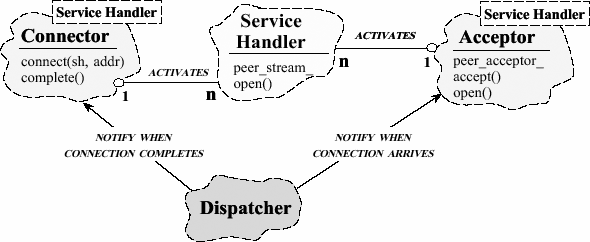 Service Handler
Connector
connect(sh, addr)
complete()
ACTIVATES
1
n
Service
Handler
peer_stream_
open()
ACTIVATES
n
1
Service Handler
Acceptor
peer_acceptor_
accept()
open()
NOTIFY WHEN
CONNECTION COMPLETES
NOTIFY WHEN
CONNECTION ARRIVES
Dispatcher